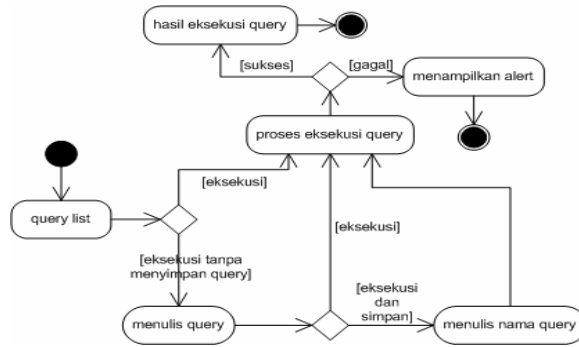 hasil eksekusi query
[sukses]
[gagal]
menampilkan alert
proses eksekusi query
[eksekusi]
query list
[eksekusi tanpa
menyimpan query]
[eksekusi]
[eksekusi
dan
simpan]
menulis query
menulis nama query